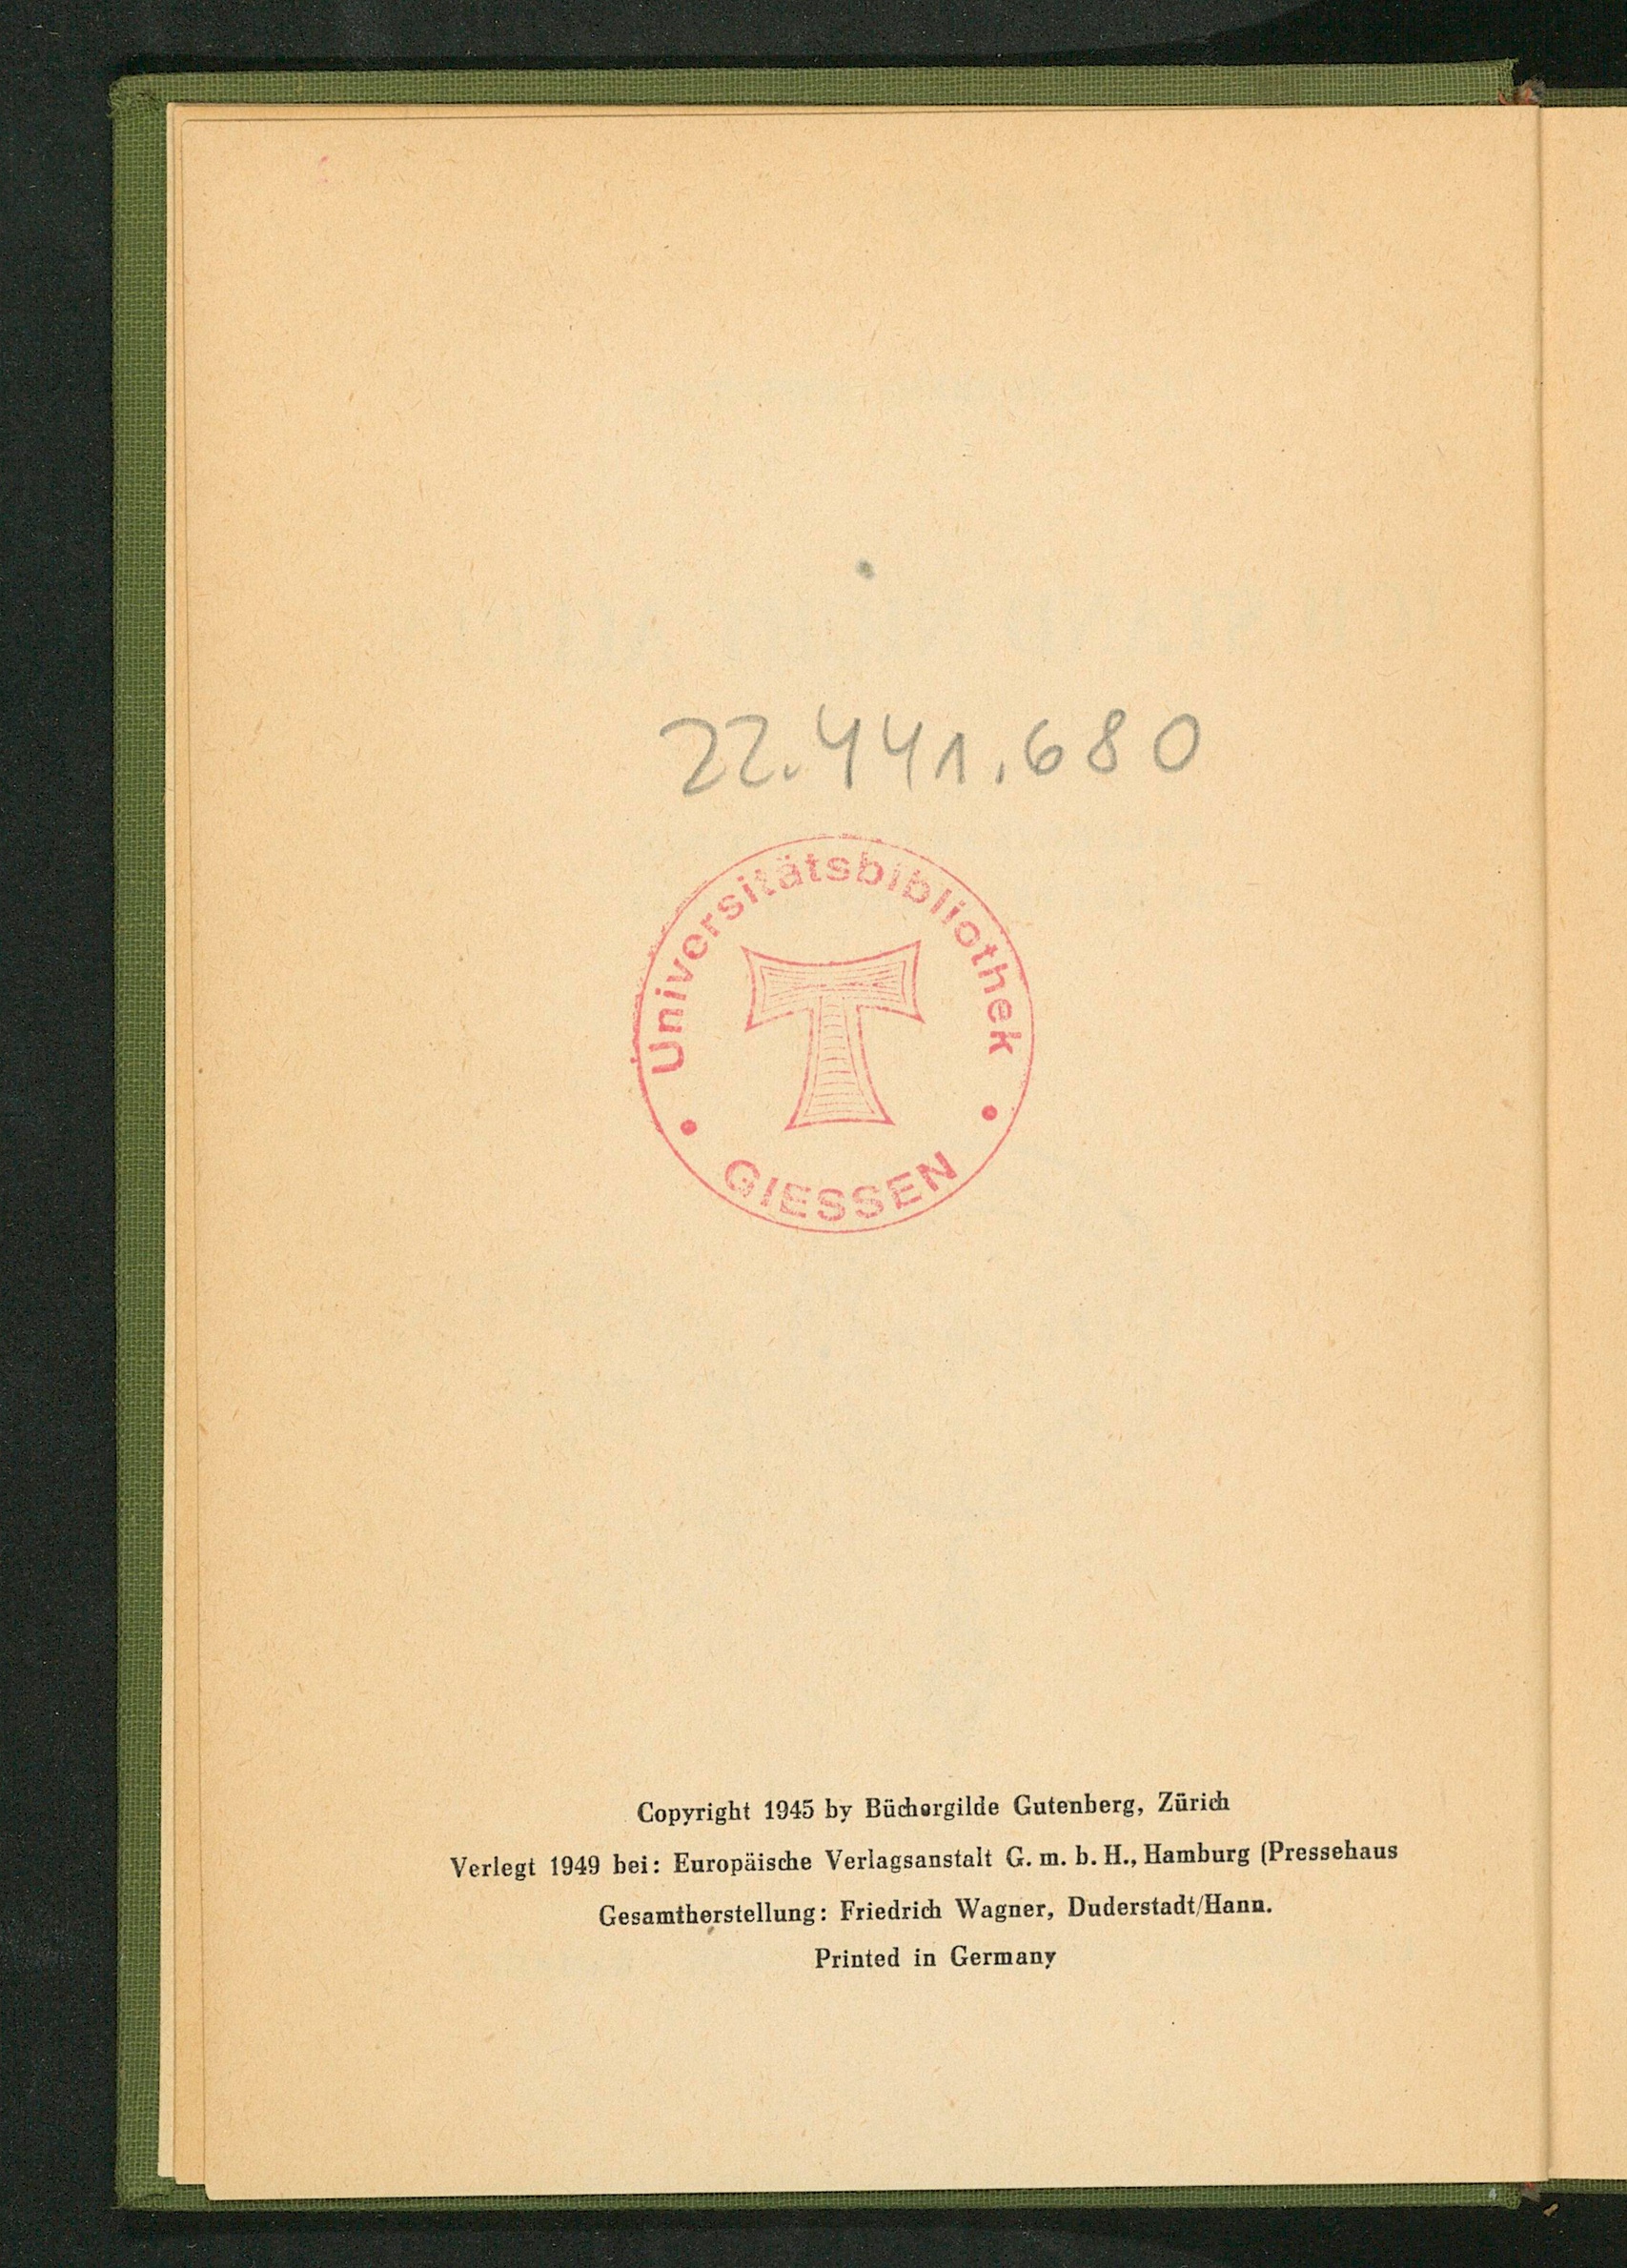 22.441.680
Universitätsbibliothek
GIESSEN
Copyright 1945 by Büchergilde Gutenberg, Zürich
Verlegt 1949 bei: Europäische Verlagsanstalt G. m. b. H., Hamburg (Pressehaus
Gesamtherstellung: Friedrich Wagner, Duderstadt/Hann.
Printed in Germany